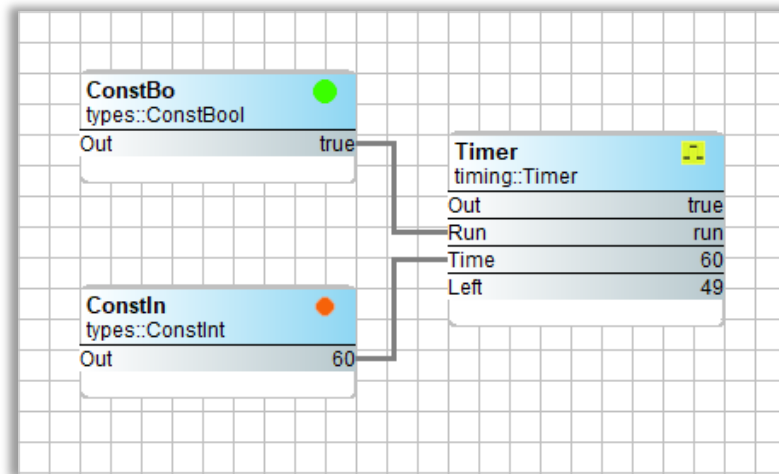 ConstBo
types::ConstBool
Out true
Timer
timing::Timer
Out true
Run run
Time 60
Left 49
ConstIn
types::ConstInt
Out 60